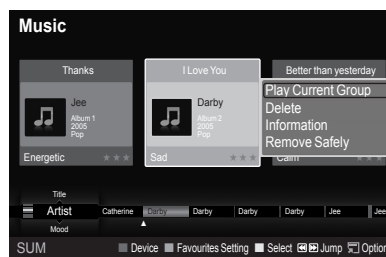 Music
Thanks
I Love You
Better than yesterday
Jee
Album 1
2005
Pop
Darby
Album 2
2005
Pop
Play Current Group
Delete
Information
Remove Safely
Energetic
Sad
Calm
Title
Artist
Catherine Darby Darby Darby Darby Jee Jee
Mood
SUM Device Favourites Setting Select Jump Option